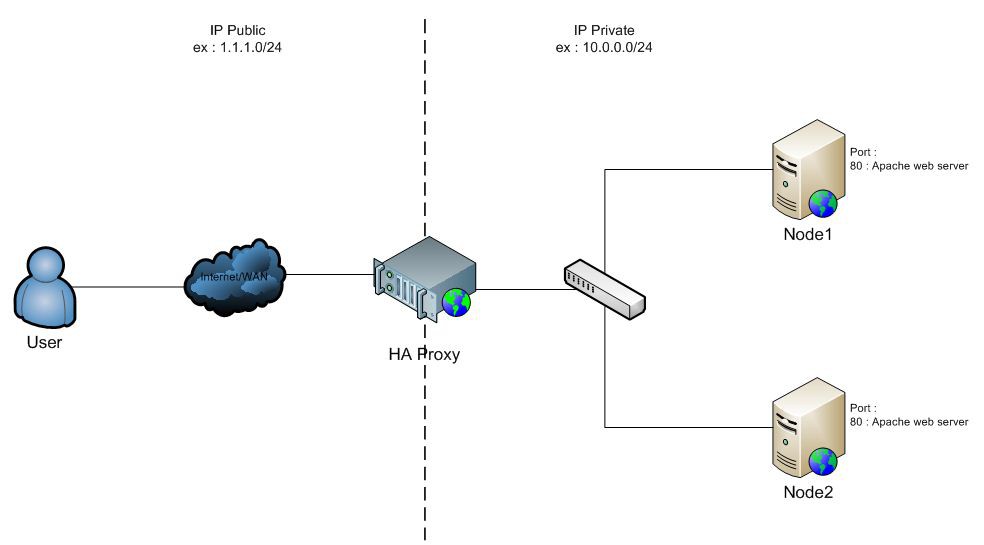 IP Public
ex : 1.1.1.0/24
IP Private
ex : 10.0.0.0/24
Port :
80 : Apache web server
Node1
Internet/WAN
User
HA Proxy
Port :
80 : Apache web server
Node2